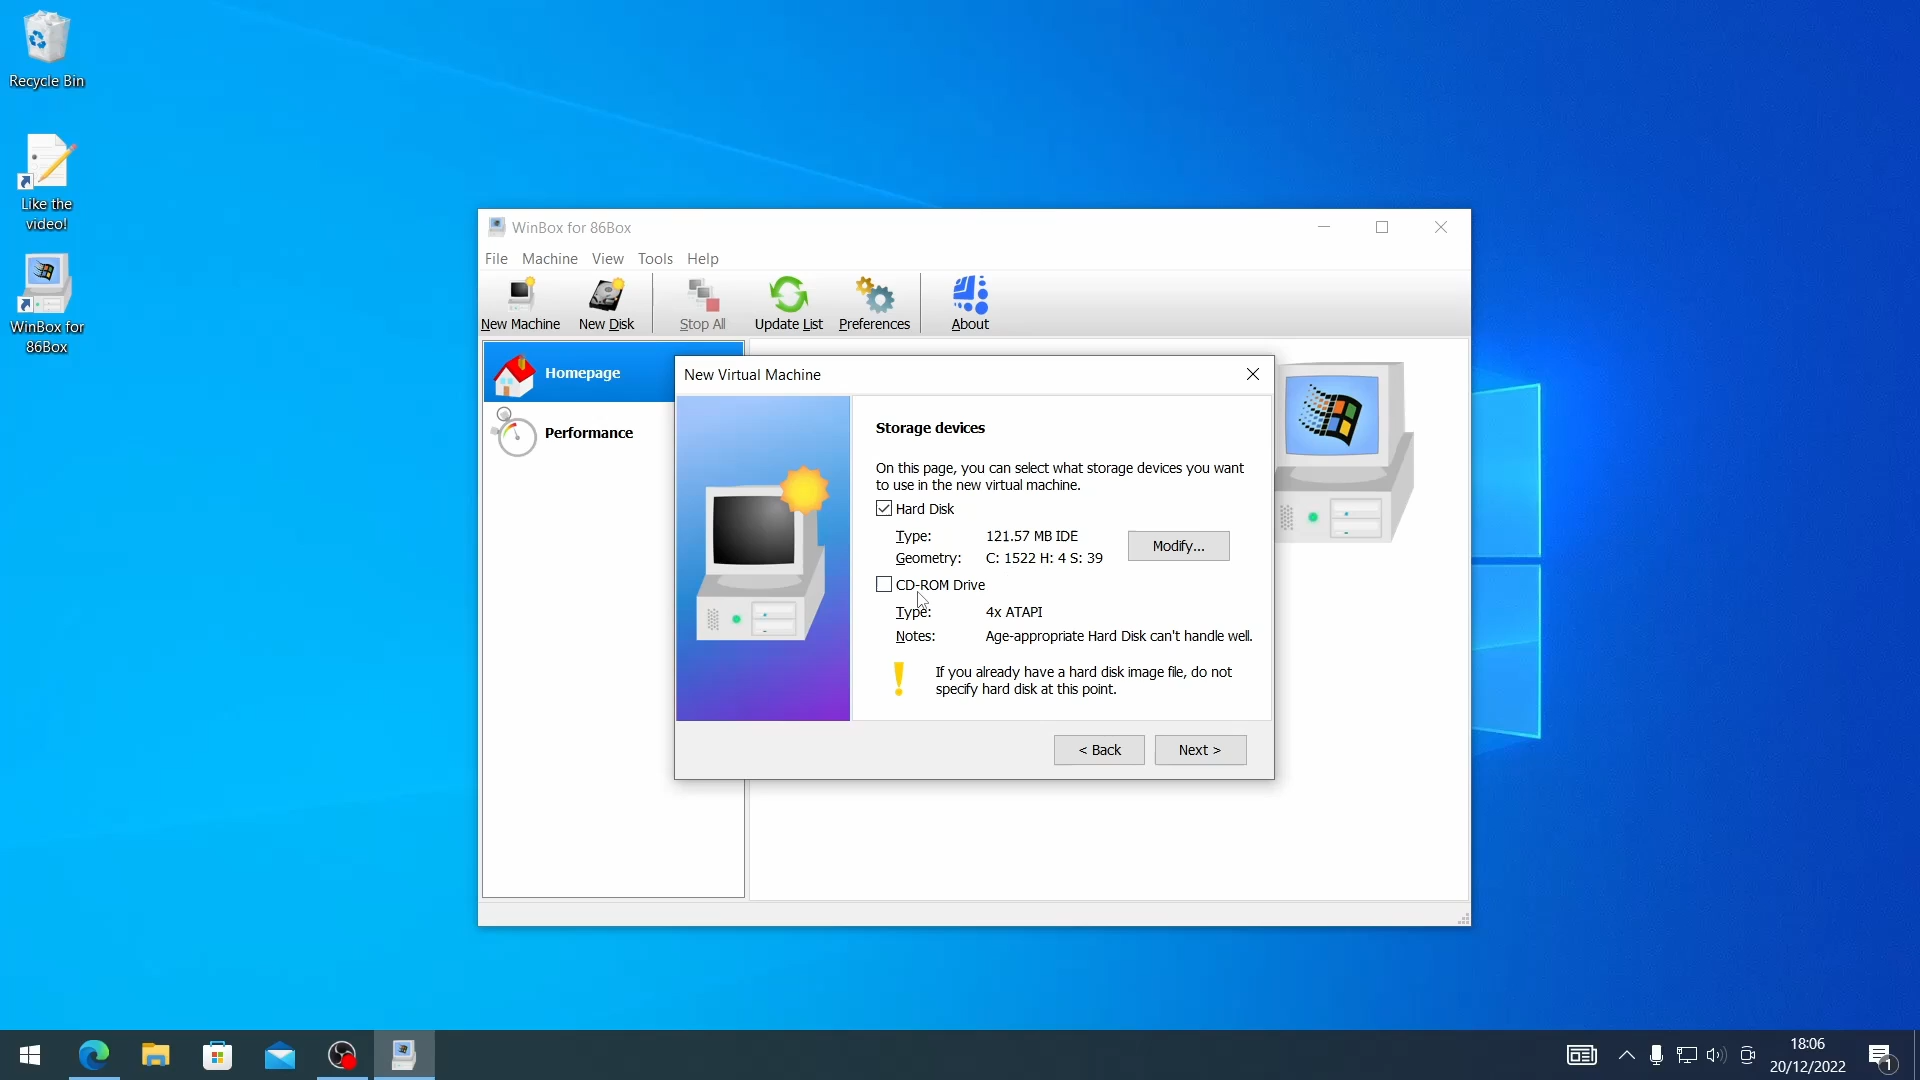 Recycle Bin
Like the
video!
WinBox for
86Box
WinBox for 86Box
File Machine View Tools Help
New Machine New Disk Stop All Update List Preferences About
Homepage
Performance
New Virtual Machine
Storage devices
On this page, you can select what storage devices you want
to use in the new virtual machine.
Hard Disk
Type: 121.57 MB IDE
Geometry: C: 1522 H: 4 S: 39
Modify...
CD-ROM Drive
Type: 4x ATAPI
Notes: Age-appropriate Hard Disk can't handle well.
If you already have a hard disk image file, do not
specify hard disk at this point.
< Back Next >
18:06
20/12/2022
1